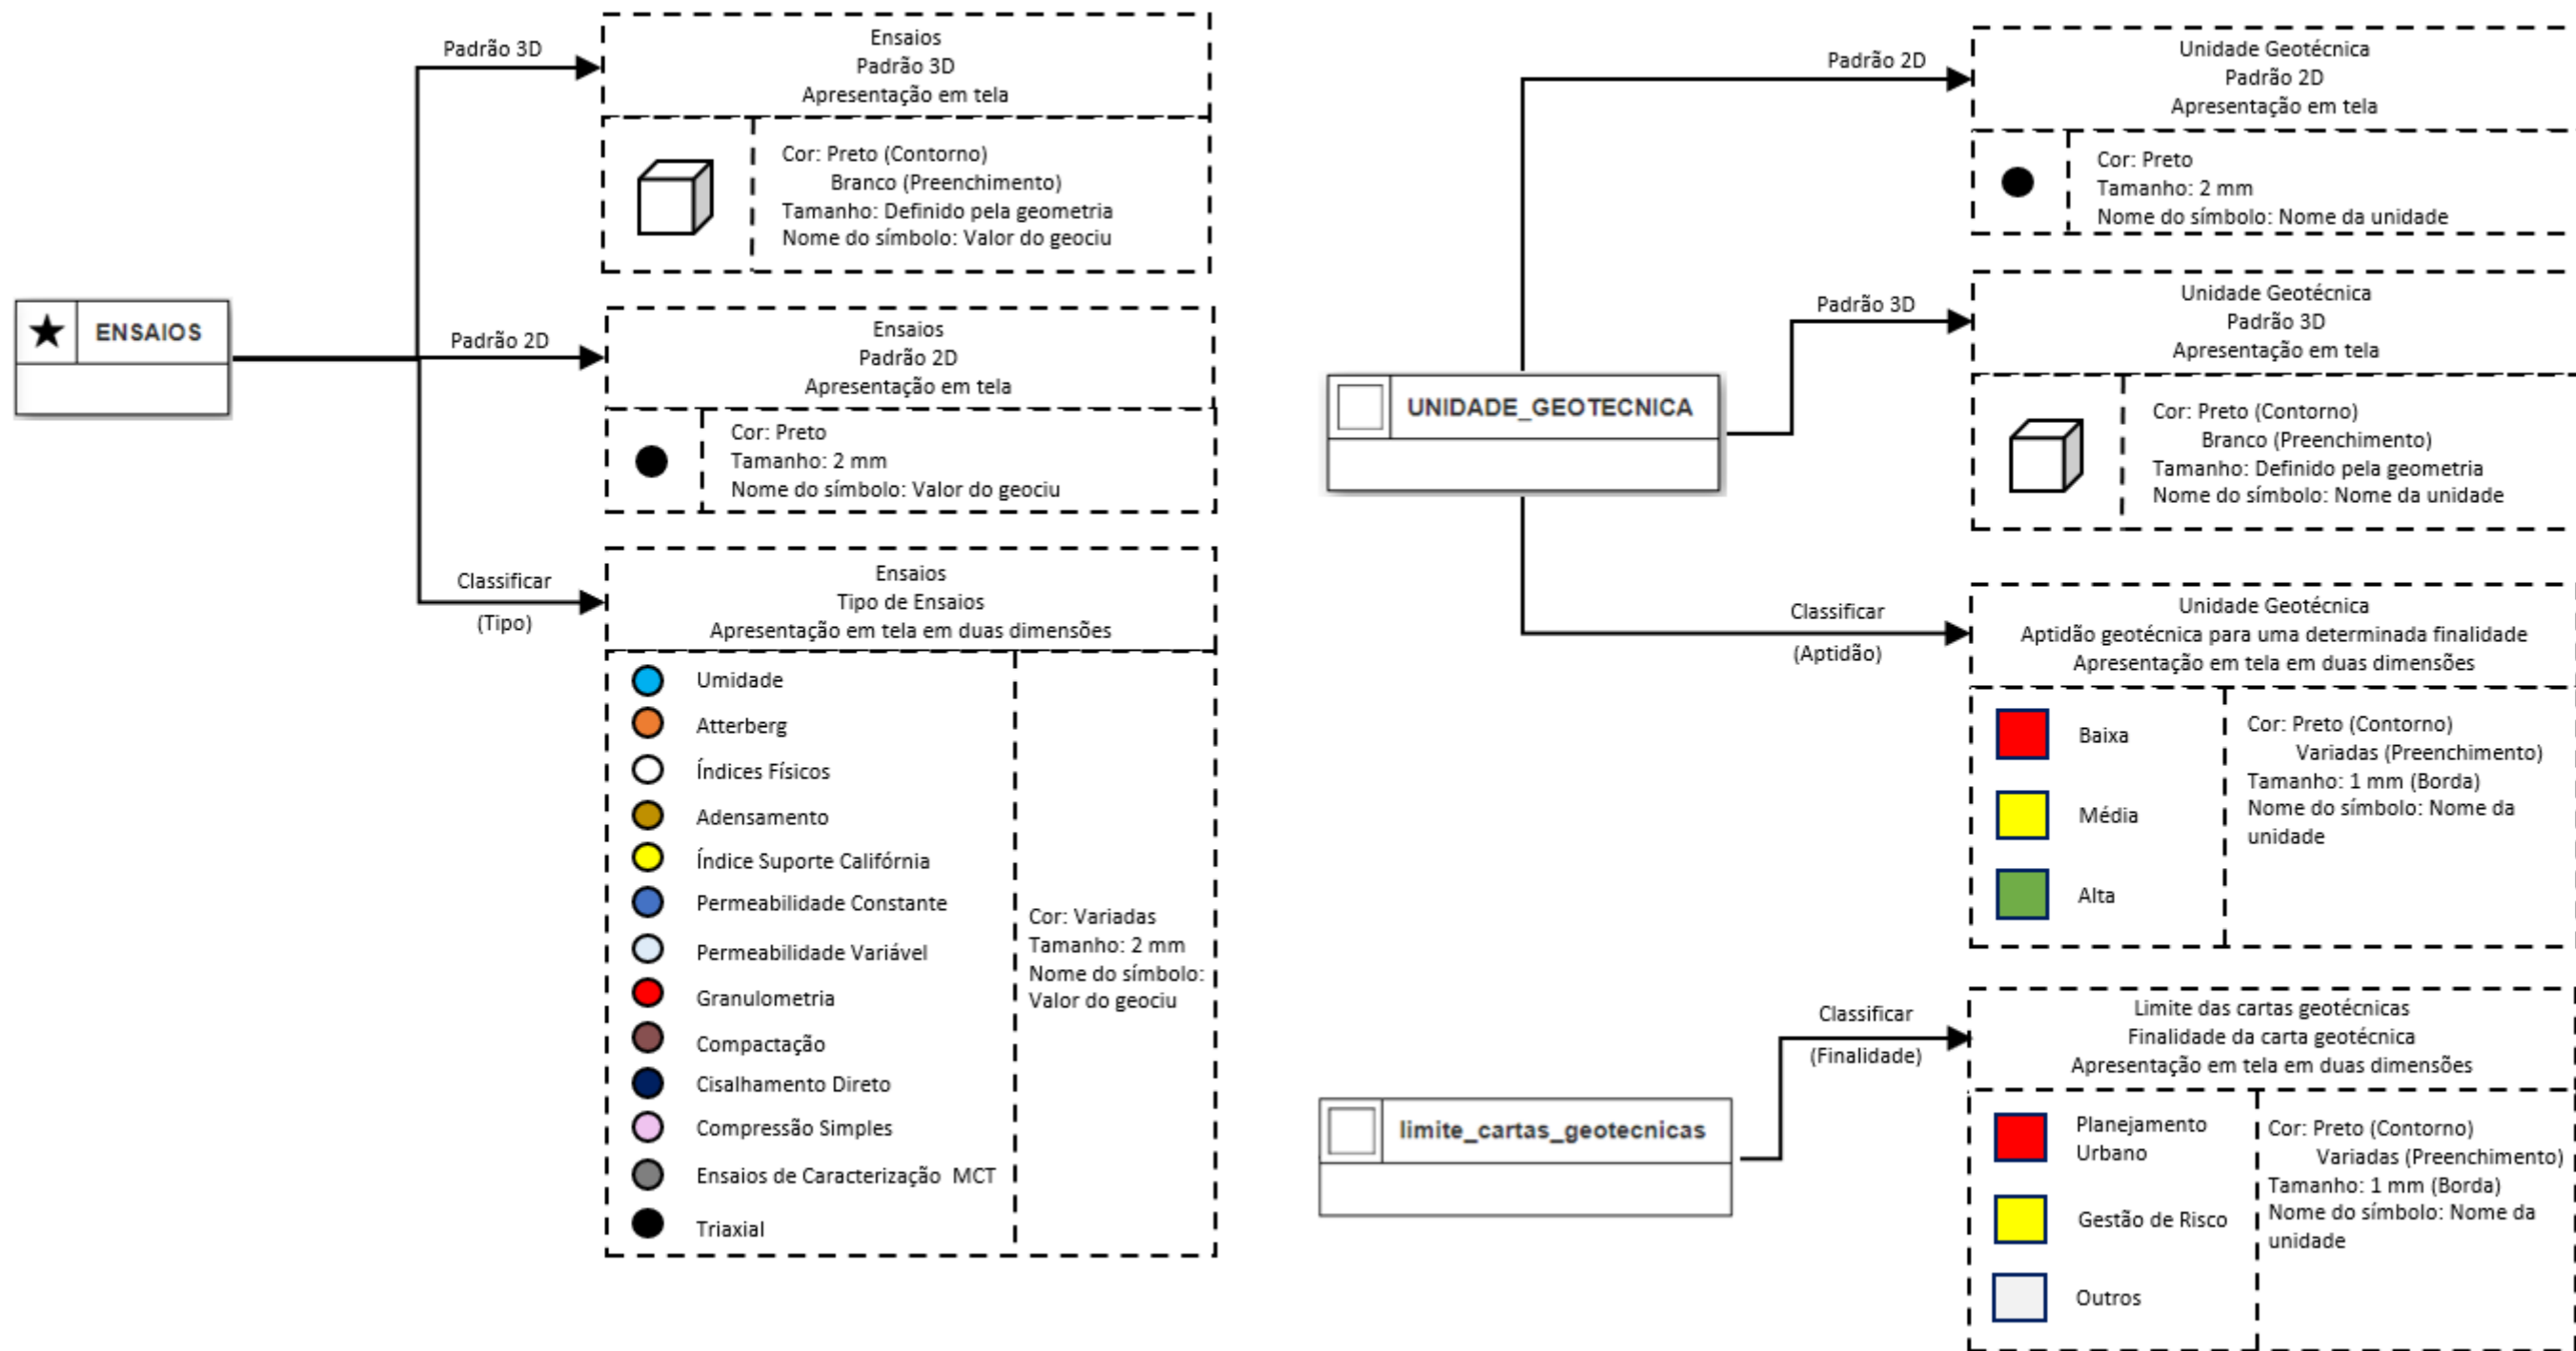 Padrão 3D
Ensaios
Padrão 3D
Apresentação em tela
Cor: Preto (Contorno)
Branco (Preenchimento)
Tamanho: Definido pela geometria
Nome do símbolo: Valor do geociu
ENSAIOS
Padrão 2D
Ensaios
Padrão 2D
Apresentação em tela
Cor: Preto
Tamanho: 2 mm
Nome do símbolo: Valor do geociu
Classificar
(Tipo)
Ensaios
Tipo de Ensaios
Apresentação em tela em duas dimensões
Umidade
Atterberg
Índices Físicos
Adensamento
Índice Suporte Califórnia
Permeabilidade Constante
Permeabilidade Variável
Granulometria
Compactação
Cisalhamento Direto
Compressão Simples
Ensaios de Caracterização MCT
Triaxial
Cor: Variadas
Tamanho: 2 mm
Nome do símbolo:
Valor do geociu
Padrão 2D
Unidade Geotécnica
Padrão 2D
Apresentação em tela
Cor: Preto
Tamanho: 2 mm
Nome do símbolo: Nome da unidade
UNIDADE_GEOTECNICA
Padrão 3D
Unidade Geotécnica
Padrão 3D
Apresentação em tela
Cor: Preto (Contorno)
Branco (Preenchimento)
Tamanho: Definido pela geometria
Nome do símbolo: Nome da unidade
Classificar
(Aptidão)
Unidade Geotécnica
Aptidão geotécnica para uma determinada finalidade
Apresentação em tela em duas dimensões
Baixa
Média
Alta
Cor: Preto (Contorno)
Variadas (Preenchimento)
Tamanho: 1 mm (Borda)
Nome do símbolo: Nome da
unidade
limite_cartas_geotecnicas
Classificar
(Finalidade)
Limite das cartas geotécnicas
Finalidade da carta geotécnica
Apresentação em tela em duas dimensões
Planejamento
Urbano
Gestão de Risco
Outros
Cor: Preto (Contorno)
Variadas (Preenchimento)
Tamanho: 1 mm (Borda)
Nome do símbolo: Nome da
unidade